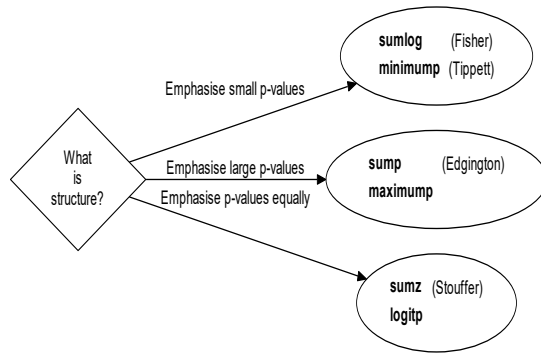 What
is
structure?
Emphasise small p-values
Emphasise large p-values
Emphasise p-values equally
sumlog (Fisher)
minimump (Tippett)
sump (Edgington)
maximump
sumz (Stouffer)
logitp